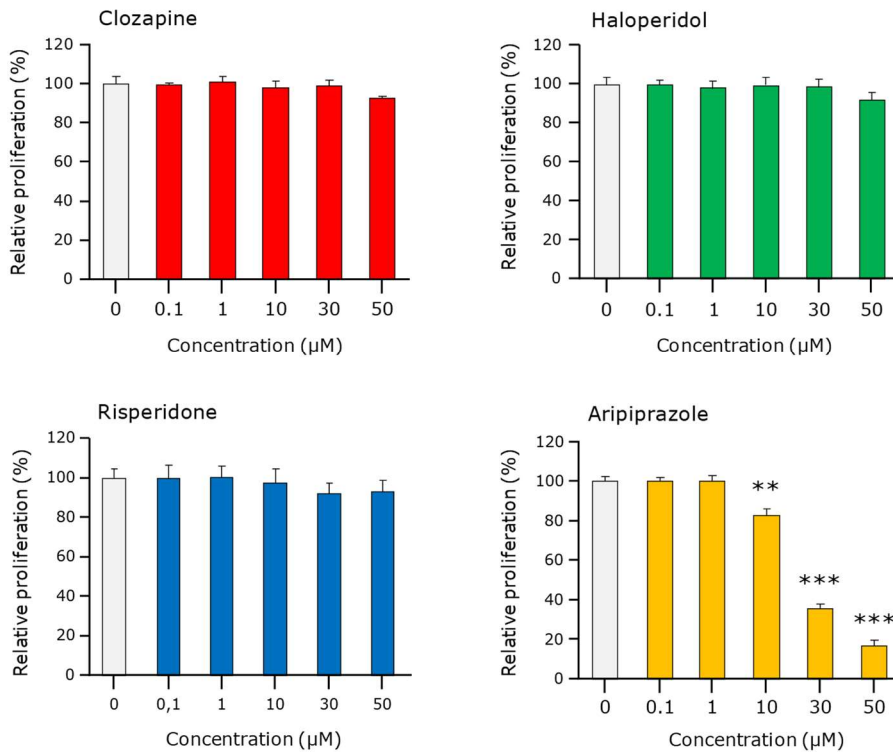 Clozapine
Relative proliferation (%)
120
100
80
60
40
20
0
0 0.1 1 10 30 50
Concentration (µM)
Haloperidol
Relative proliferation (%)
120
100
80
60
40
20
0
0 0.1 1 10 30 50
Concentration (µM)
Risperidone
Relative proliferation (%)
120
100
80
60
40
20
0
0 0,1 1 10 30 50
Concentration (µM)
Aripiprazole
Relative proliferation (%)
120
100
80
60
40
20
0
**
***
***
0 0.1 1 10 30 50
Concentration (µM)